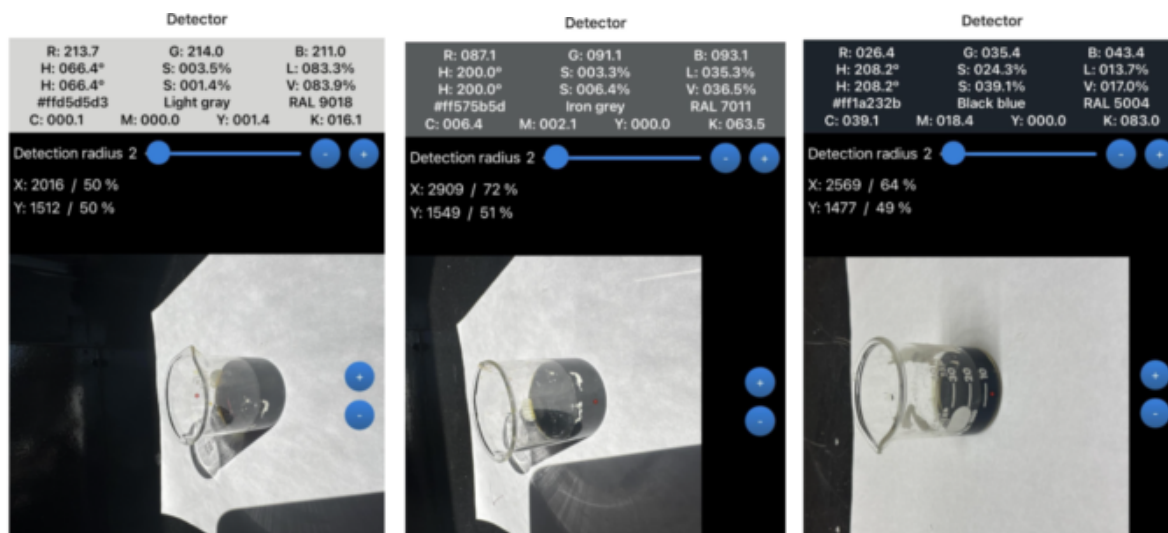 Detector
R: 213.7 G: 214.0 B: 211.0
H: 066.4° S: 003.5% L: 083.3%
H: 066.4° S: 001.4% V: 083.9%
#ffd5d5d3 Light gray RAL 9018
C: 000.1 M: 000.0 Y: 001.4 K: 016.1
Detection radius 2
-
+
X: 2016 / 50 %
Y: 1512 / 50 %
+
-
Detector
R: 087.1 G: 091.1 B: 093.1
H: 200.0° S: 003.3% L: 035.3%
H: 200.0° S: 006.4% V: 036.5%
#ff575b5d Iron grey RAL 7011
C: 006.4 M: 002.1 Y: 000.0 K: 063.5
Detection radius 2
-
+
X: 2909 / 72 %
Y: 1549 / 51 %
+
-
Detector
R: 026.4 G: 035.4 B: 043.4
H: 208.2° S: 024.3% L: 013.7%
H: 208.2° S: 039.1% V: 017.0%
#ff1a232b Black blue RAL 5004
C: 039.1 M: 018.4 Y: 000.0 K: 083.0
Detection radius 2
-
+
X: 2569 / 64 %
Y: 1477 / 49 %
+
-